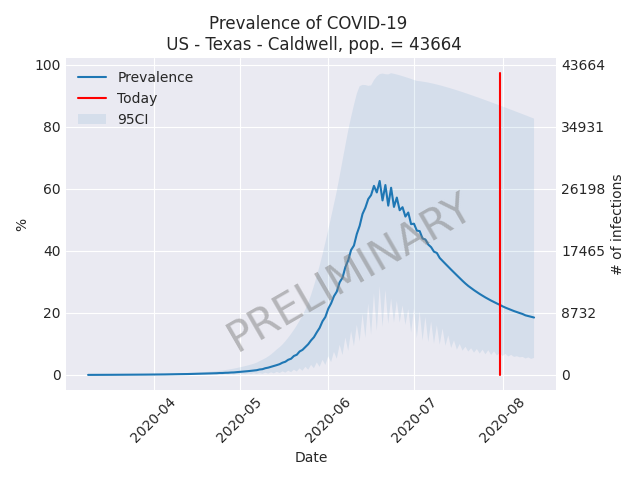 Prevalence of COVID-19
US - Texas - Caldwell, pop. = 43664
Prevalence
Today
95CI
PRELIMINARY
100
80
60
40
20
0
%
43664
34931
26198
17465
8732
0
# of infections
2020-04
2020-05
2020-06
2020-07
2020-08
Date